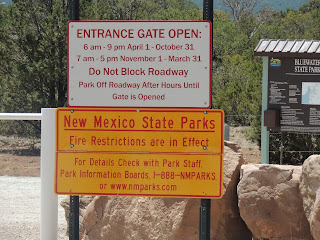 ENTRANCE GATE OPEN:
6 am - 9 pm April 1 - October 31
7 am - 5 pm November 1 - March 31
Do Not Block Roadway
Park Off Roadway After Hours Until
Gate is Opened
New Mexico State Parks
Fire Restrictions are in Effect
For Details Check with Park Staff,
Park Information Boards, 1-888-NMPARKS
or www.nmparks.com
BLUEWATER
STATE PARK